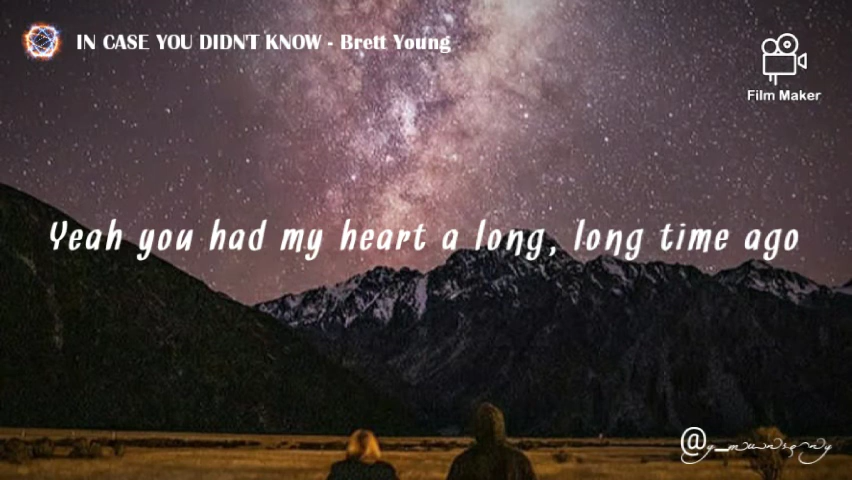 IN CASE YOU DIDN'T KNOW - Brett Young
Film Maker
Yeah you had my heart a long, long time ago